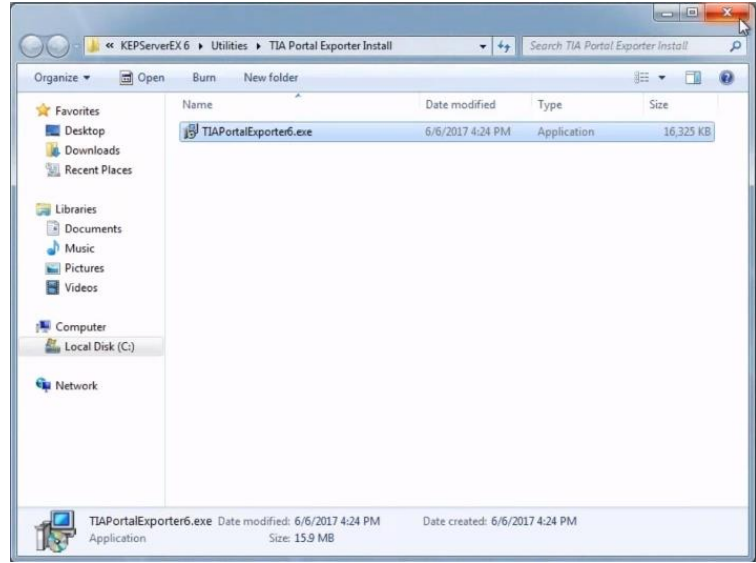 « KEPServerEX 6 ▸ Utilities ▸ TIA Portal Exporter Install
Search TIA Portal Exporter Install
Organize Open Burn New folder
Name Date modified Type Size
TIAPortalExporter6.exe 6/6/2017 4:24 PM Application 16,325 KB
Favorites
Desktop
Downloads
Recent Places
Libraries
Documents
Music
Pictures
Videos
Computer
Local Disk (C:)
Network
TIAPortalExporter6.exe Date modified: 6/6/2017 4:24 PM Date created: 6/6/2017 4:24 PM
Application Size: 15.9 MB